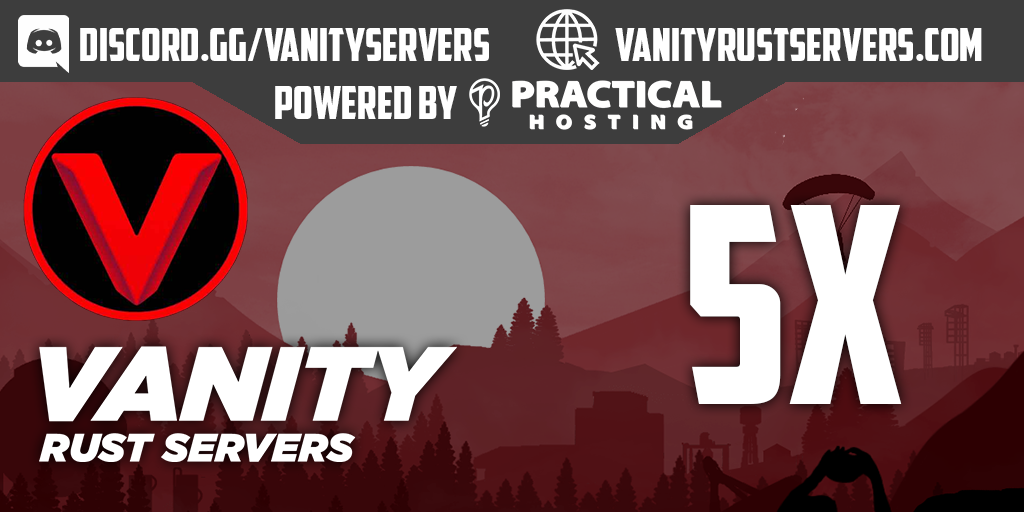 DISCORD.GG/VANITYSERVERS VANITYRUSTSERVERS.COM
POWERED BY PRACTICAL HOSTING
V
5X
VANITY
RUST SERVERS